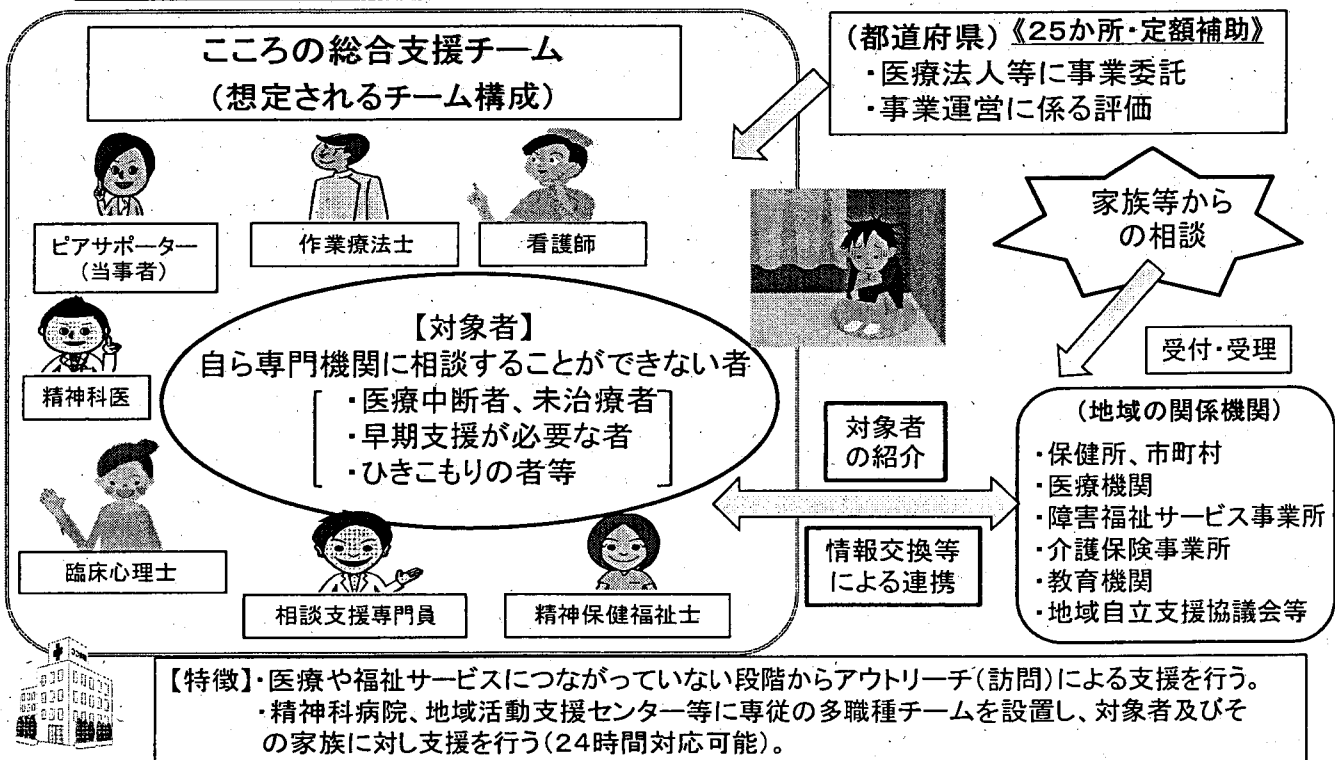 こころの総合支援チーム
(想定されるチーム構成)
(都道府県)《25か所・定額補助》
・医療法人等に事業委託
・事業運営に係る評価
家族等から
の相談
ピアサポーター
(当事者)
作業療法士
看護師
精神科医
【対象者】
自ら専門機関に相談することができない者
・医療中断者、未治療者
・早期支援が必要な者
・ひきこもりの者等
受付・受理
対象者
の紹介
情報交換等
による連携
(地域の関係機関)
・保健所、市町村
・医療機関
・障害福祉サービス事業所
・介護保険事業所
・教育機関
・地域自立支援協議会等
臨床心理士
相談支援専門員
精神保健福祉士
【特徴】・医療や福祉サービスにつながっていない段階からアウトリーチ(訪問)による支援を行う。
・精神科病院、地域活動支援センター等に専従の多職種チームを設置し、対象者及びそ
の家族に対し支援を行う(24時間対応可能)。